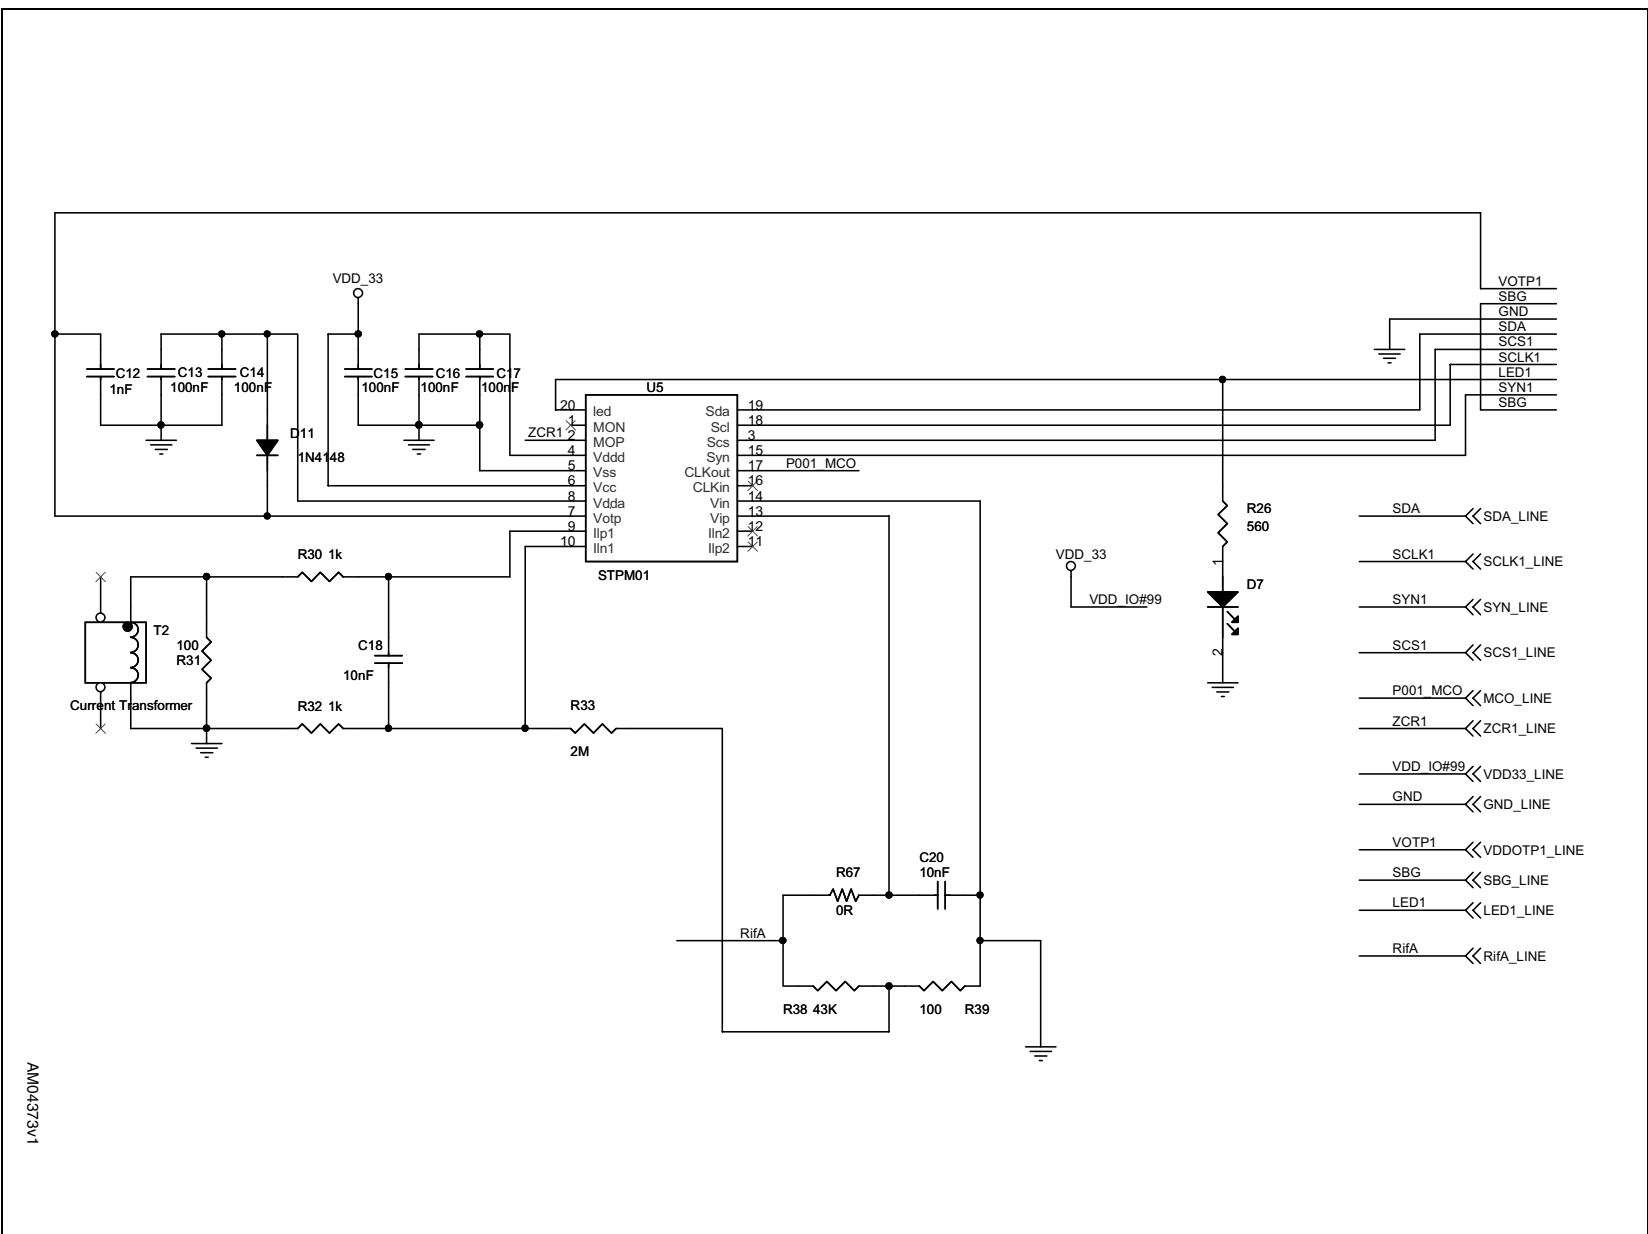 VDD_33
VOTP1
SBG
GND
SDA
SCS1
SCLK1
LED1
SYN1
SBG
C12
1nF
C13
100nF
C14
100nF
C15
100nF
C16
100nF
C17
100nF
D11
1N4148
U5
20 led
1 MON
ZCR1 2 MOP
4 Vddd
5 Vss
6 Vcc
8 Vdda
7 Votp
9 IIp1
10 IIn1
Sda 19
Scl 18
Scs 3
Syn 15
CLKout 17 P001_MCO
CLKin 16
Vin 14
Vip 13
IIn2 12
IIp2 11
STPM01
R26
560
1
D7
2
VDD_33
VDD_IO#99
R30 1k
T2
100
R31
C18
10nF
Current Transformer
R32 1k
R33
2M
SDA SDA_LINE
SCLK1 SCLK1_LINE
SYN1 SYN_LINE
SCS1 SCS1_LINE
P001_MCO MCO_LINE
ZCR1 ZCR1_LINE
VDD_IO#99 VDD33_LINE
GND GND_LINE
VOTP1 VDDOTP1_LINE
SBG SBG_LINE
LED1 LED1_LINE
RifA RifA_LINE
R67
0R
C20
10nF
RifA
R38 43K
100 R39
AM04373v1